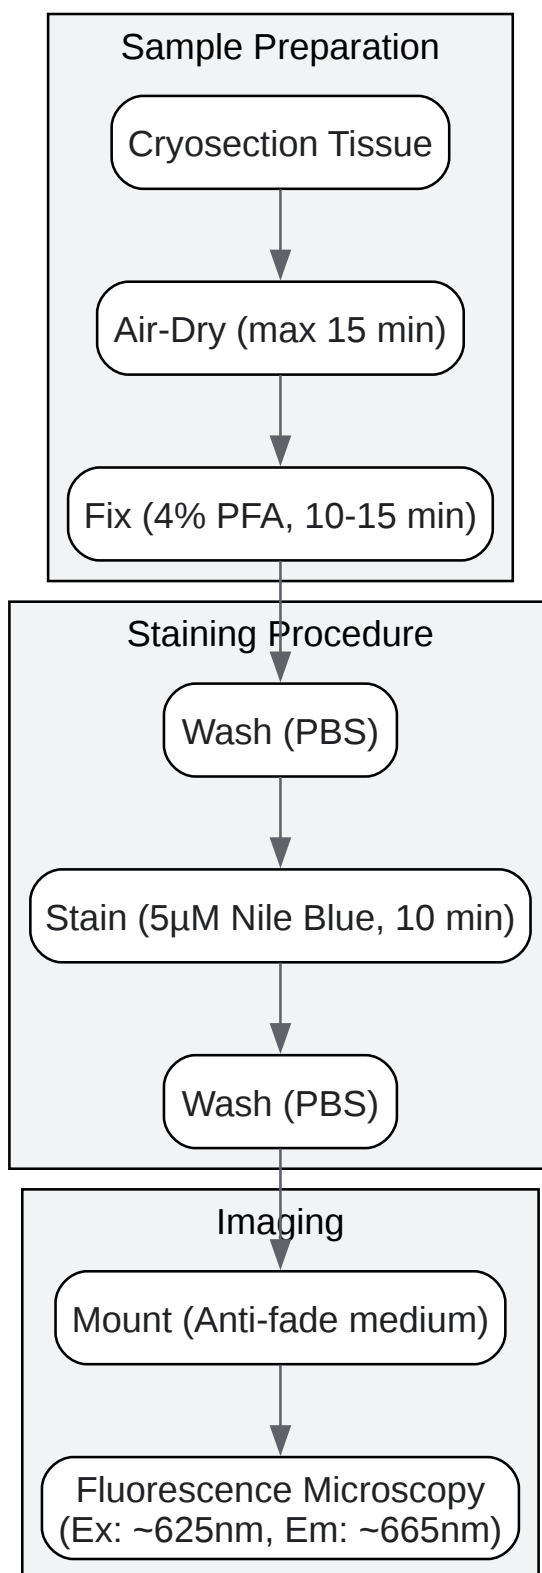 Sample Preparation
Cryosection Tissue
Air-Dry (max 15 min)
Fix (4% PFA, 10-15 min)
Staining Procedure
Wash (PBS)
Stain (5µM Nile Blue, 10 min)
Wash (PBS)
Imaging
Mount (Anti-fade medium)
Fluorescence Microscopy
(Ex: ~625nm, Em: ~665nm)